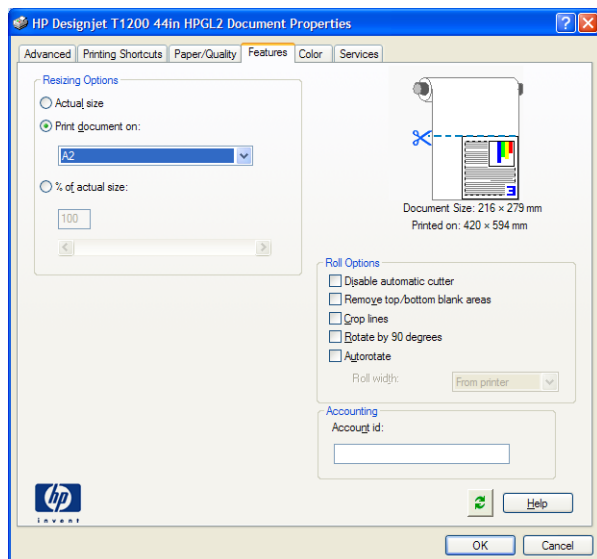 HP Designjet T1200 44in HPGL2 Document Properties
Advanced Printing Shortcuts Paper/Quality Features Color Services
Resizing Options
Actual size
Print document on:
A2
% of actual size:
100
3
Document Size: 216 × 279 mm
Printed on: 420 × 594 mm
Roll Options
Disable automatic cutter
Remove top/bottom blank areas
Crop lines
Rotate by 90 degrees
Autorotate
Roll width: From printer
Accounting
Account id:
hp
invent
Help
OK Cancel